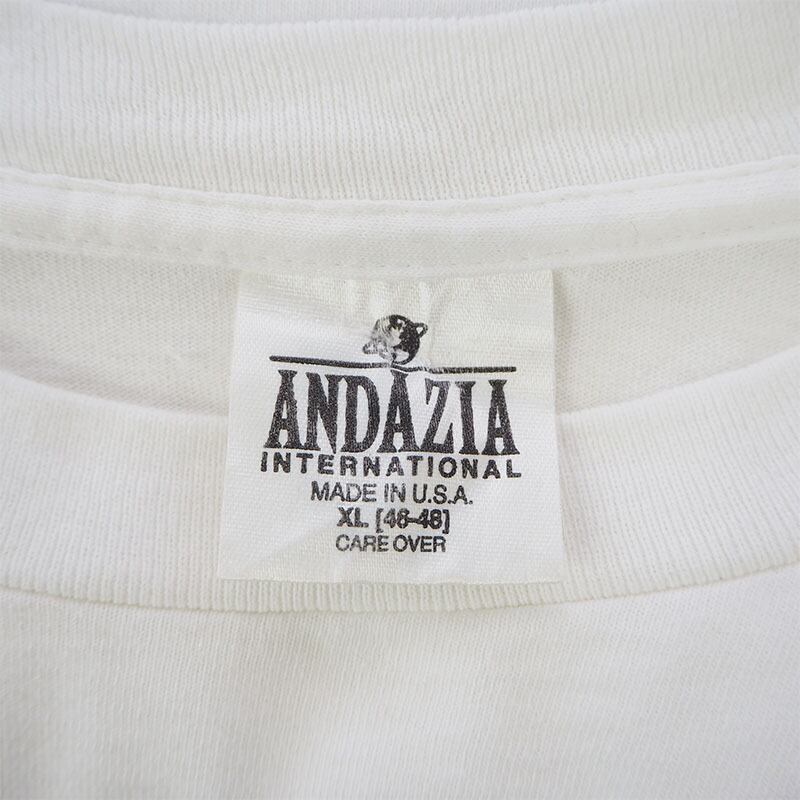 ANDAZIA
INTERNATIONAL
MADE IN U.S.A.
XL [46-48]
CARE OVER